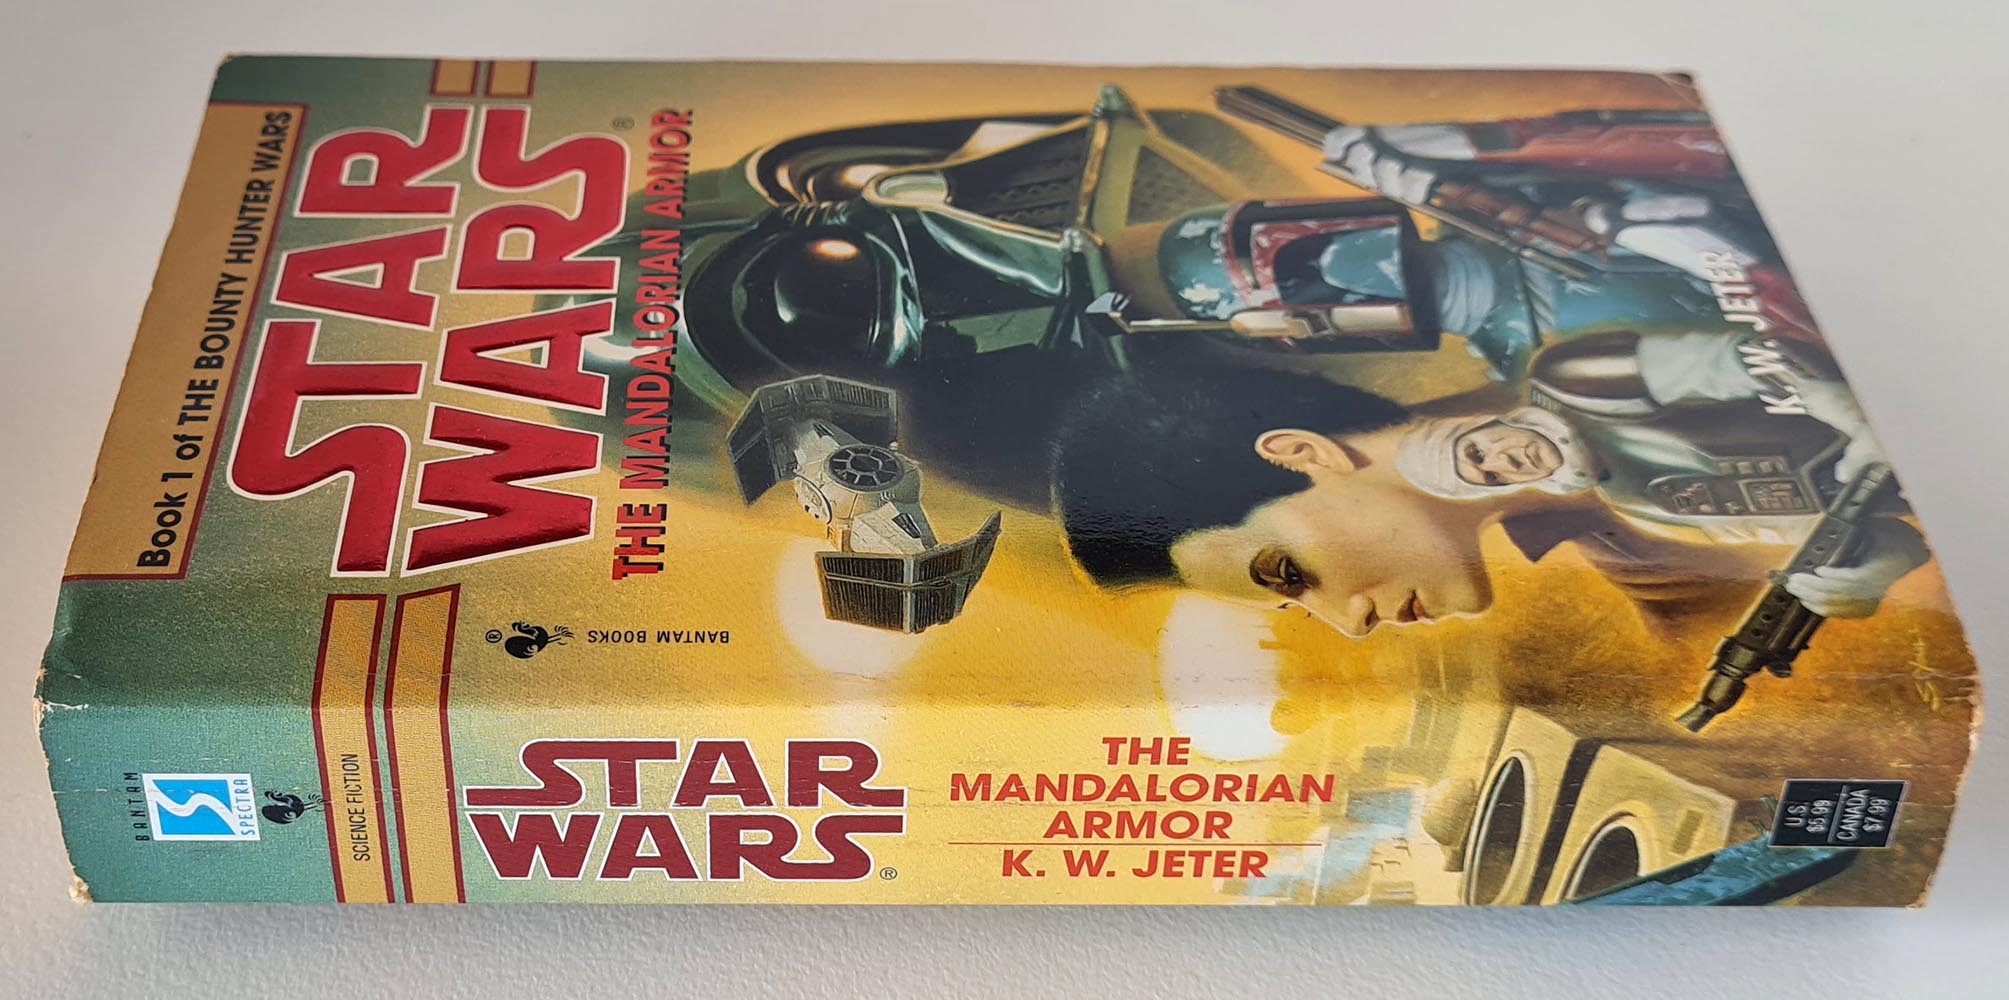 Book 1 of THE BOUNTY HUNTER WARS
STAR
WARS®
THE MANDALORIAN ARMOR
® BANTAM BOOKS
K. W. JETER
BANTAM
SPECTRA
SCIENCE FICTION
STAR
WARS®
THE
MANDALORIAN
ARMOR
K. W. JETER
U.S.
$5.99
CANADA
$7.99